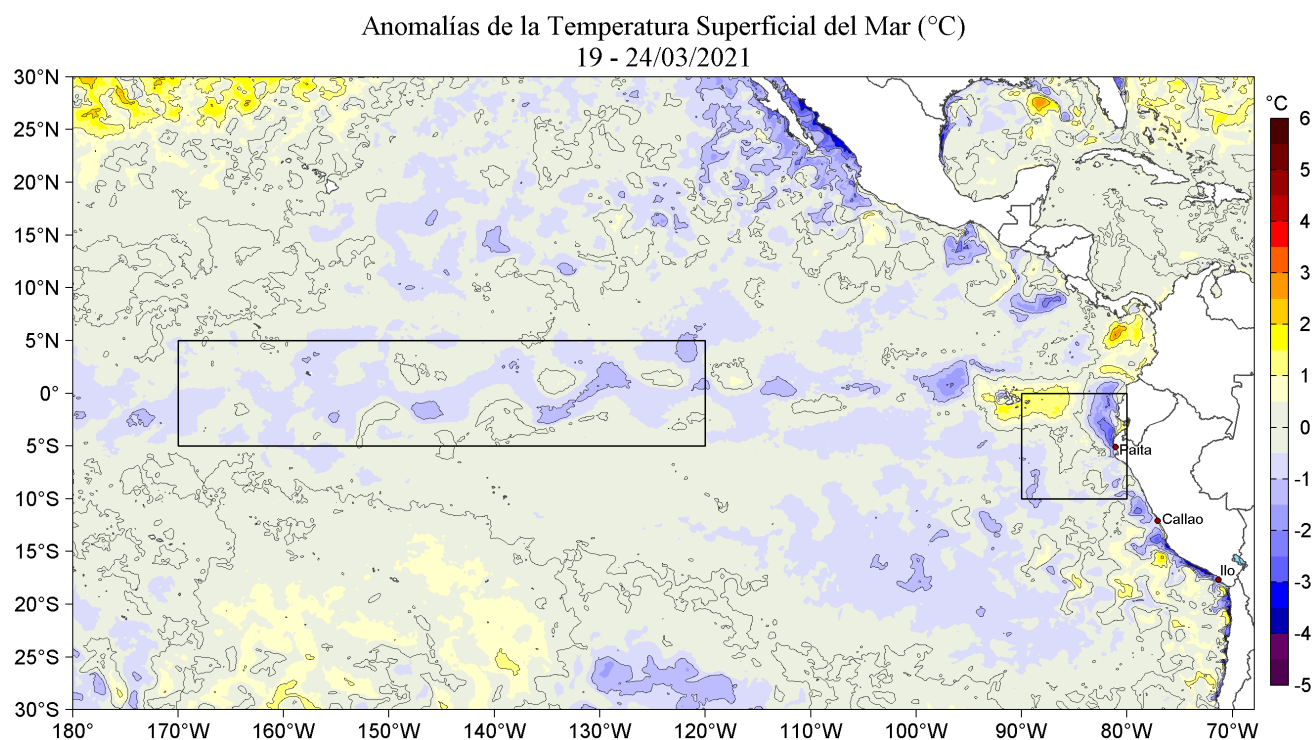 Anomalías de la Temperatura Superficial del Mar (°C)
19 - 24/03/2021
30°N
25°N
20°N
15°N
10°N
5°N
0°
5°S
10°S
15°S
20°S
25°S
30°S
180
170°W
160°W
150°W
140°W
130°W
120°W
110°W
100°W
90°W
80°W
70°W
Paita
Callao
Ilo
°C
6
5
4
3
2
1
0
-1
-2
-3
-4
-5